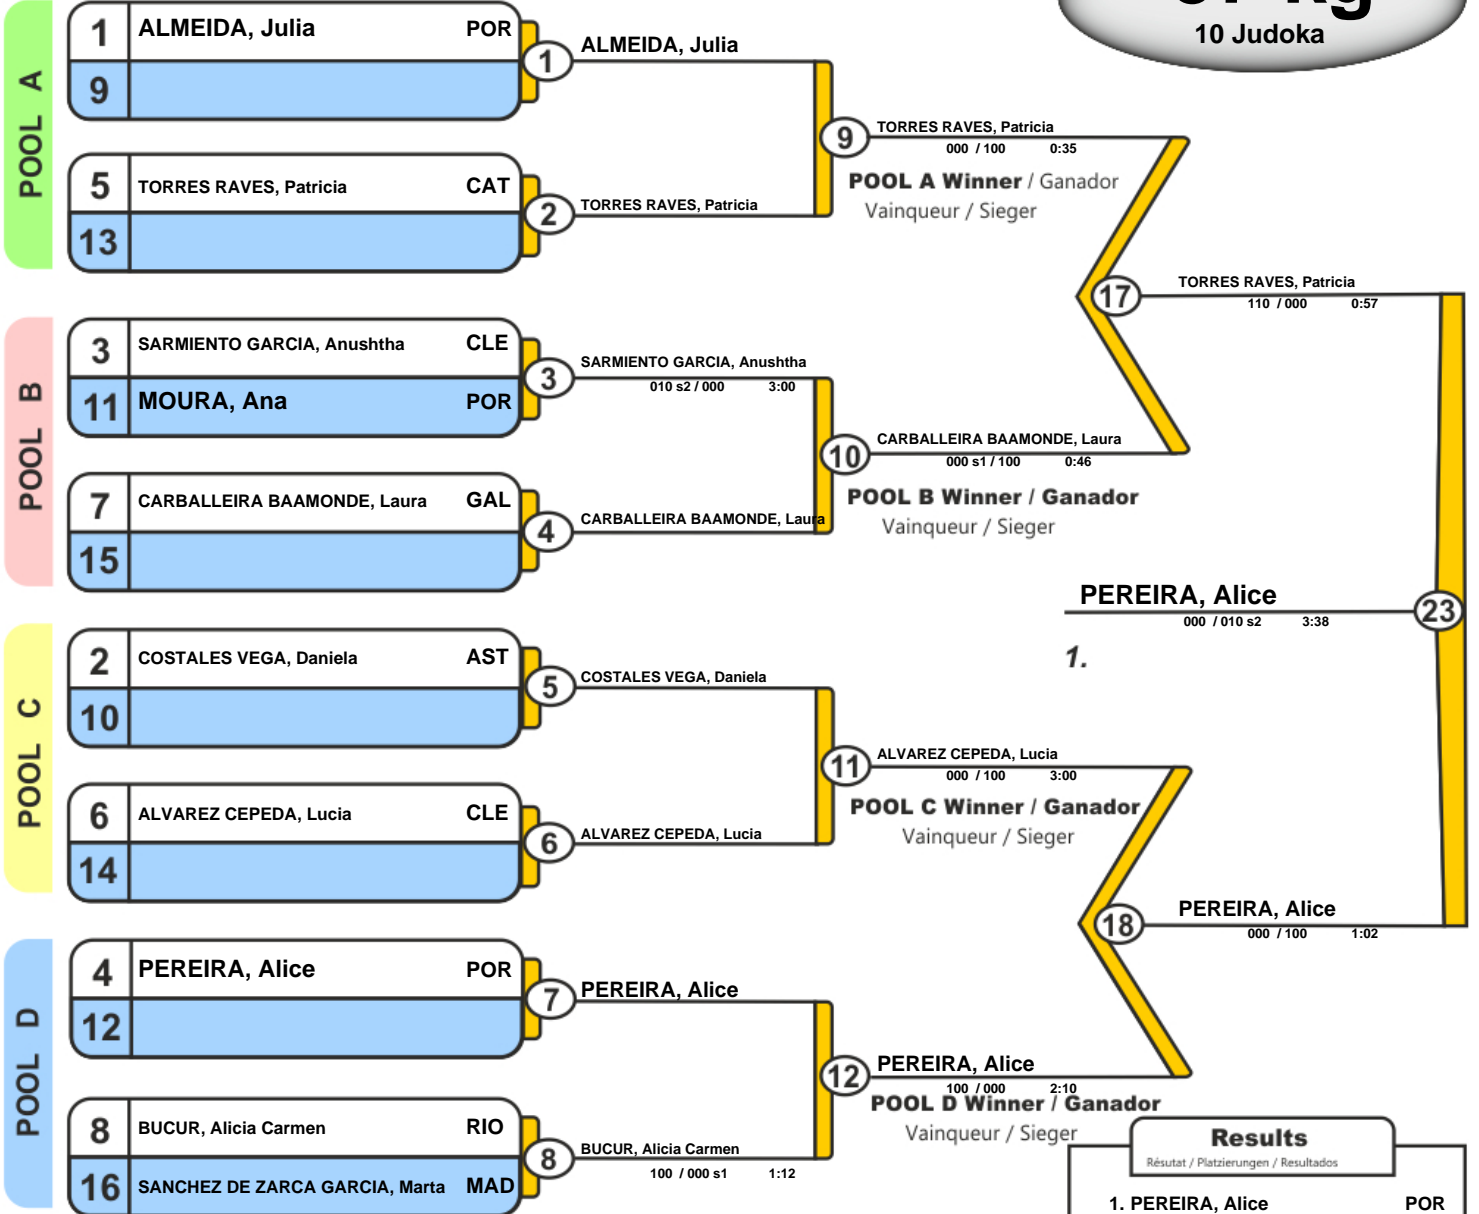 10 Judoka
POOL A
1 ALMEIDA, Julia POR
9
1
ALMEIDA, Julia
5 TORRES RAVES, Patricia CAT
13
2
TORRES RAVES, Patricia
9
TORRES RAVES, Patricia
000 / 100 0:35
POOL A Winner / Ganador
Vainqueur / Sieger
POOL B
3 SARMIENTO GARCIA, Anushtha CLE
11 MOURA, Ana POR
3
SARMIENTO GARCIA, Anushtha
010 s2 / 000 3:00
7 CARBALLEIRA BAAMONDE, Laura GAL
15
4
CARBALLEIRA BAAMONDE, Laura
10
CARBALLEIRA BAAMONDE, Laura
000 s1 / 100 0:46
POOL B Winner / Ganador
Vainqueur / Sieger
17
TORRES RAVES, Patricia
110 / 000 0:57
PEREIRA, Alice
000 / 010 s2 3:38
23
1.
POOL C
2 COSTALES VEGA, Daniela AST
10
5
COSTALES VEGA, Daniela
6 ALVAREZ CEPEDA, Lucia CLE
14
6
ALVAREZ CEPEDA, Lucia
11
ALVAREZ CEPEDA, Lucia
000 / 100 3:00
POOL C Winner / Ganador
Vainqueur / Sieger
18
PEREIRA, Alice
000 / 100 1:02
POOL D
4 PEREIRA, Alice POR
12
7
PEREIRA, Alice
8 BUCUR, Alicia Carmen RIO
16 SANCHEZ DE ZARCA GARCIA, Marta MAD
8
BUCUR, Alicia Carmen
100 / 000 s1 1:12
12
PEREIRA, Alice
100 / 000 2:10
POOL D Winner / Ganador
Vainqueur / Sieger
Results
Résutat / Platzierungen / Resultados
1. PEREIRA, Alice POR